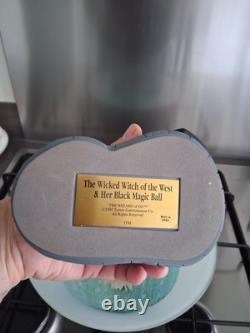 The Wicked Witch of the West
& Her Black Magic Ball
"THE WIZARD of OZ"™
©1997 Turner Entertainment Co.
All Rights Reserved